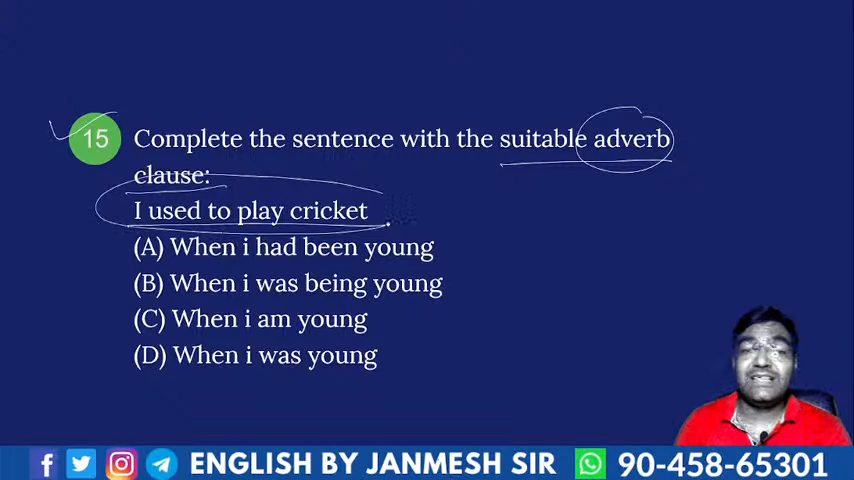 15 Complete the sentence with the suitable adverb
clause:
I used to play cricket
(A) When i had been young
(B) When i was being young
(C) When i am young
(D) When i was young
ENGLISH BY JANMESH SIR 90-458-65301